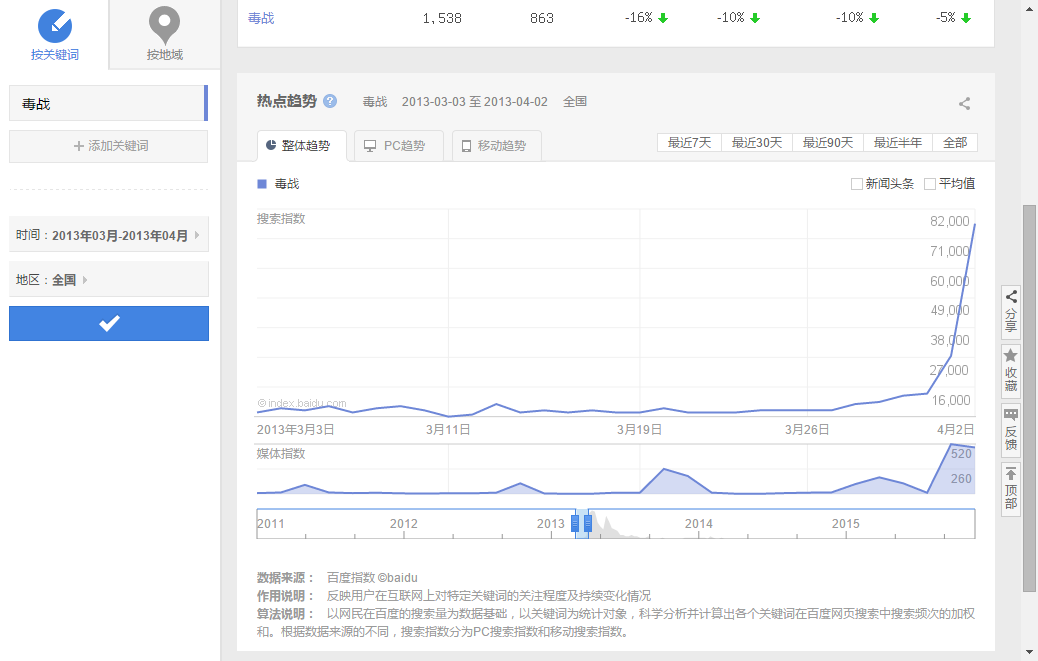 按关键词
按地域
毒战
添加关键词
时间：2013年03月-2013年04月
地区：全国
毒战 1,538 863 -16% -10% -10% -5%
热点趋势 ? 毒战 2013-03-03 至 2013-04-02 全国
整体趋势 PC趋势 移动趋势
最近7天 最近30天 最近90天 最近半年 全部
毒战
新闻头条 平均值
搜索指数
82,000
71,000
60,000
49,000
38,000
27,000
16,000
©index.baidu.com
2013年3月3日 3月11日 3月19日 3月26日 4月2日
媒体指数
520
260
2011 2012 2013 2014 2015
数据来源： 百度指数 ©baidu
作用说明： 反映用户在互联网上对特定关键词的关注程度及持续变化情况
算法说明： 以网民在百度的搜索量为数据基础，以关键词为统计对象，科学分析并计算出各个关键词在百度网页搜索中搜索频次的加权
和。根据数据来源的不同，搜索指数分为PC搜索指数和移动搜索指数。
分享
收藏
反馈
顶部